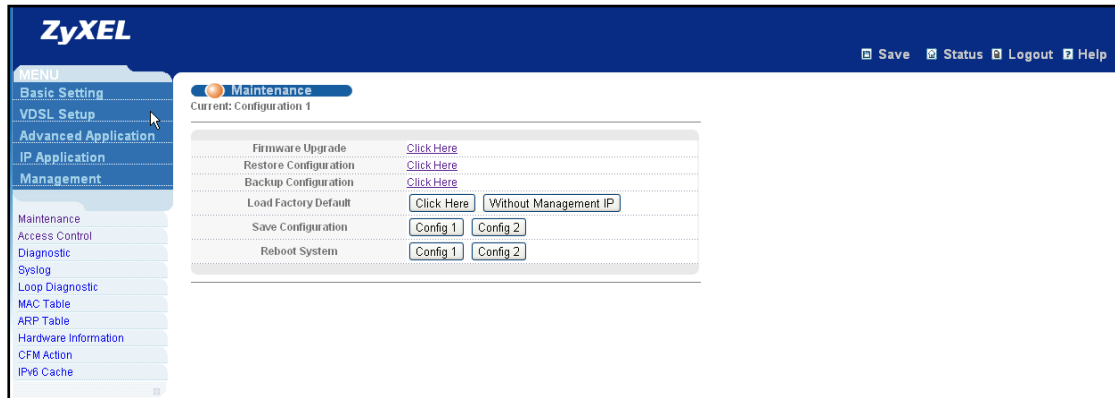 ZyXEL
Save Status Logout Help
MENU
Basic Setting
VDSL Setup
Advanced Application
IP Application
Management
Maintenance
Access Control
Diagnostic
Syslog
Loop Diagnostic
MAC Table
ARP Table
Hardware Information
CFM Action
IPv6 Cache
Maintenance
Current: Configuration 1
Firmware Upgrade Click Here
Restore Configuration Click Here
Backup Configuration Click Here
Load Factory Default Click Here Without Management IP
Save Configuration Config 1 Config 2
Reboot System Config 1 Config 2